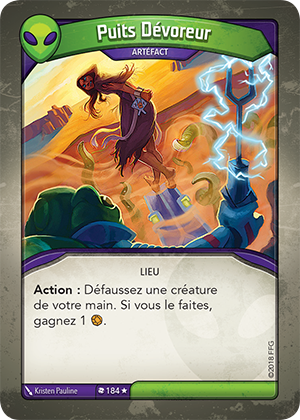 Puits Dévoreur
ARTÉFACT
LIEU
Action : Défaussez une créature
de votre main. Si vous le faites,
gagnez 1 .
Kristen Pauline
184
©2018 FFG